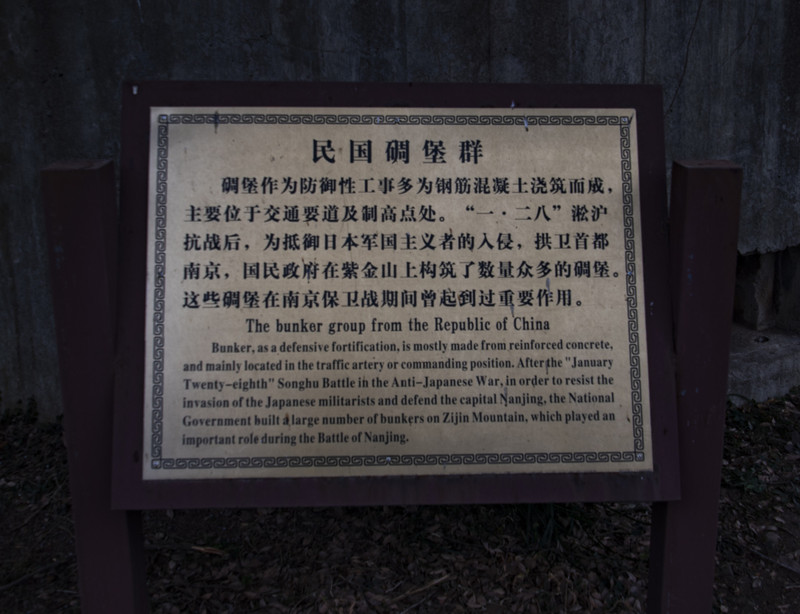 民国碉堡群
碉堡作为防御性工事多为钢筋混凝土浇筑而成，
主要位于交通要道及制高点处。“一·二八”淞沪
抗战后，为抵御日本军国主义者的入侵，拱卫首都
南京，国民政府在紫金山上构筑了数量众多的碉堡。
这些碉堡在南京保卫战期间曾起到过重要作用。
The bunker group from the Republic of China
Bunker, as a defensive fortification, is mostly made from reinforced concrete,
and mainly located in the traffic artery or commanding position. After the "January
Twenty-eighth" Songhu Battle in the Anti-Japanese War, in order to resist the
invasion of the Japanese militarists and defend the capital Nanjing, the National
Government built a large number of bunkers on Zijin Mountain, which played an
important role during the Battle of Nanjing.